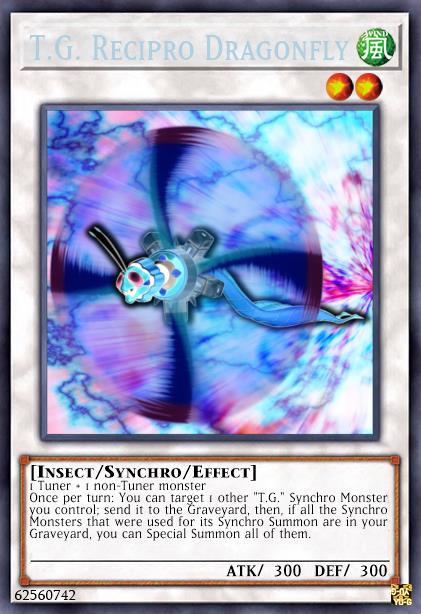 T.G. Recipro Dragonfly
WIND
風
[Insect/Synchro/Effect]
1 Tuner + 1 non-Tuner monster
Once per turn: You can target 1 other "T.G." Synchro Monster
you control; send it to the Graveyard, then, if all the Synchro
Monsters that were used for its Synchro Summon are in your
Graveyard, you can Special Summon all of them.
ATK/ 300 DEF/ 300
62560742